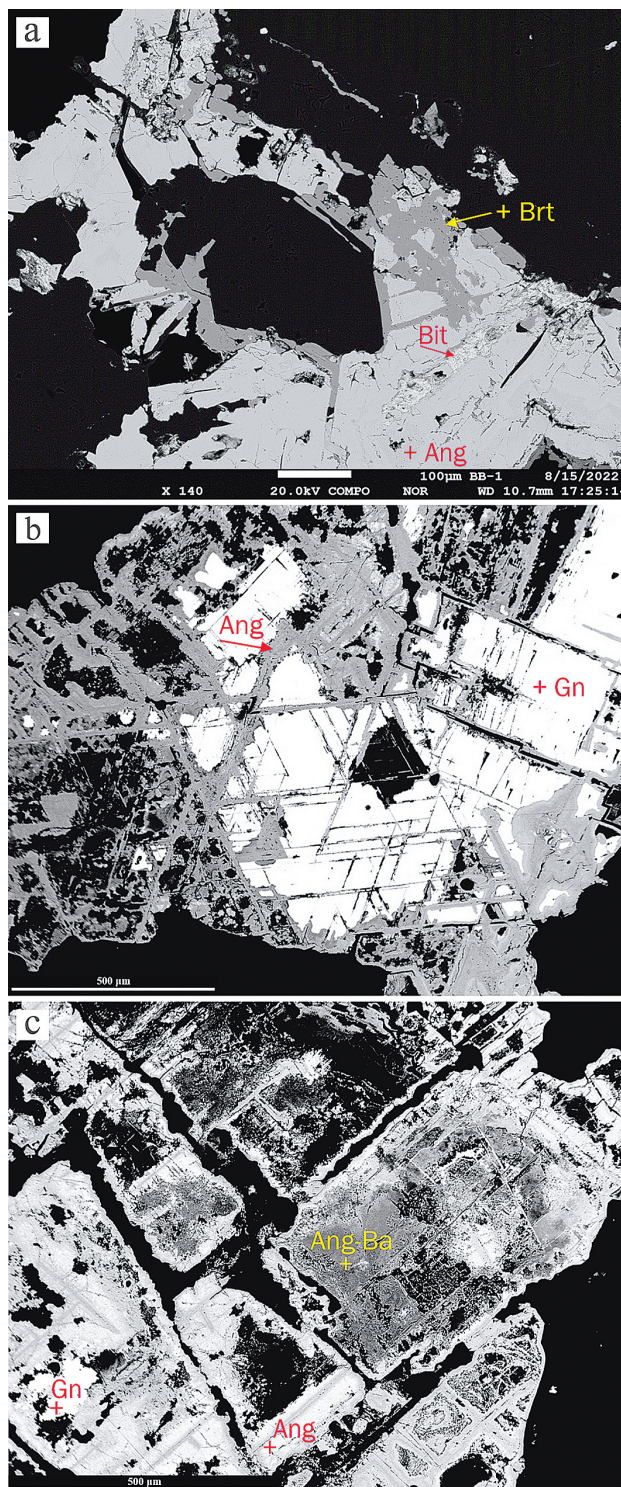 a
+ Brt
Bit
+ Ang
100µm BB-1 8/15/2022
X 140 20.0kV COMPO NOR WD 10.7mm 17:25:14
b
Ang
+ Gn
500 µm
c
Ang-Ba
+
Gn
+
Ang
+
500 µm